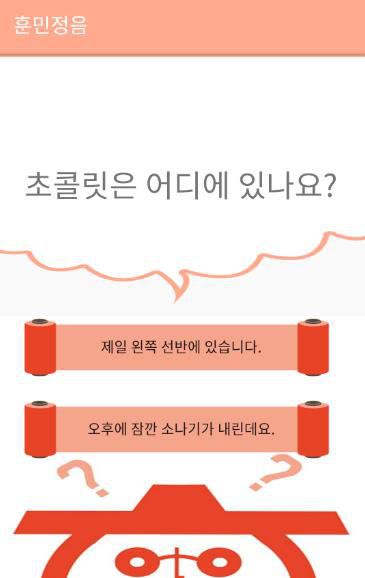 훈민정음
초콜릿은 어디에 있나요?
제일 왼쪽 선반에 있습니다.
오후에 잠깐 소나기가 내린데요.